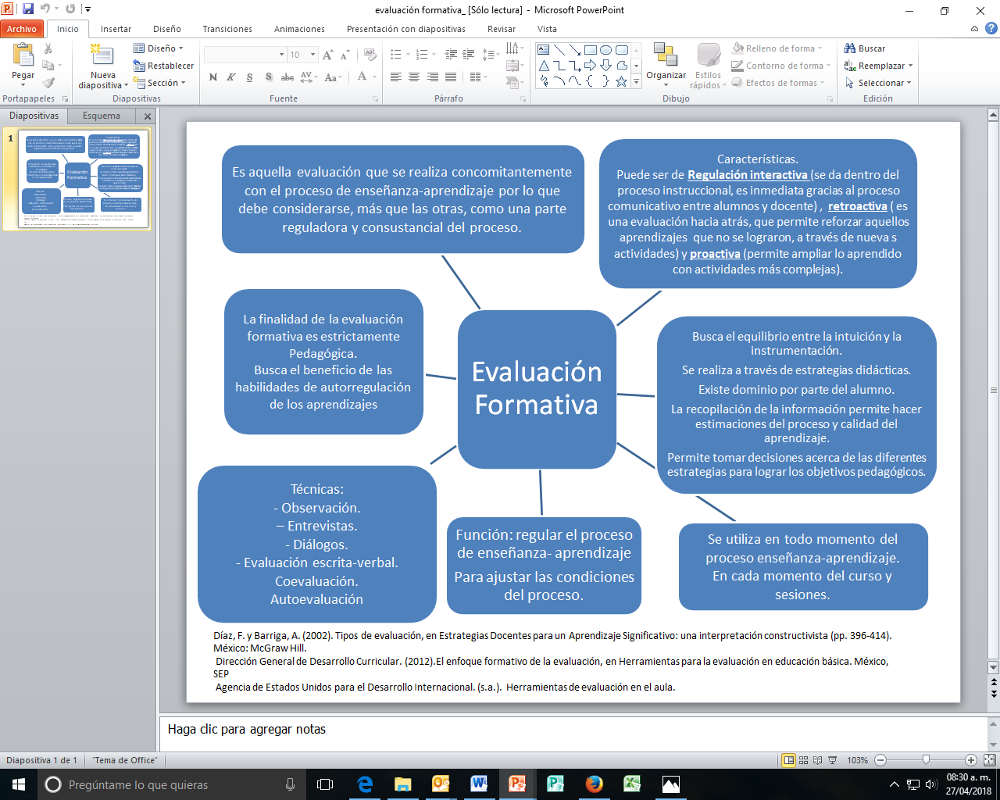 evaluación formativa_ [Sólo lectura] - Microsoft PowerPoint
Archivo
Inicio
Insertar
Diseño
Transiciones
Animaciones
Presentación con diapositivas
Revisar
Vista
Pegar
Portapapeles
Nueva
diapositiva
Diseño
Restablecer
Sección
Diapositivas
10
N K S S abc AV Aa A
Fuente
Párrafo
Organizar
Estilos
rápidos
Relleno de forma
Contorno de forma
Efectos de formas
Dibujo
Buscar
Reemplazar
Seleccionar
Edición
Diapositivas
Esquema
1
Es aquella evaluación que se realiza concomitantemente
con el proceso de enseñanza-aprendizaje por lo que
debe considerarse, más que las otras, como una parte
reguladora y consustancial del proceso.
Características.
Puede ser de Regulación interactiva (se da dentro del
proceso instruccional, es inmediata gracias al proceso
comunicativo entre alumnos y docente) , retroactiva ( es
una evaluación hacia atrás, que permite reforzar aquellos
aprendizajes que no se lograron, a través de nueva s
actividades) y proactiva (permite ampliar lo aprendido
con actividades más complejas).
La finalidad de la evaluación
formativa es estrictamente
Pedagógica.
Busca el beneficio de las
habilidades de autorregulación
de los aprendizajes
Evaluación
Formativa
Busca el equilibrio entre la intuición y la
instrumentación.
Se realiza a través de estrategias didácticas.
Existe dominio por parte del alumno.
La recopilación de la información permite hacer
estimaciones del proceso y calidad del
aprendizaje.
Permite tomar decisiones acerca de las diferentes
estrategias para lograr los objetivos pedagógicos.
Técnicas:
- Observación.
– Entrevistas.
- Diálogos.
- Evaluación escrita-verbal.
Coevaluación.
Autoevaluación
Función: regular el proceso
de enseñanza- aprendizaje
Para ajustar las condiciones
del proceso.
Se utiliza en todo momento del
proceso enseñanza-aprendizaje.
En cada momento del curso y
sesiones.
Díaz, F. y Barriga, A. (2002). Tipos de evaluación, en Estrategias Docentes para un Aprendizaje Significativo: una interpretación constructivista (pp. 396-414).
México: McGraw Hill.
Dirección General de Desarrollo Curricular. (2012).El enfoque formativo de la evaluación, en Herramientas para la evaluación en educación básica. México,
SEP
Agencia de Estados Unidos para el Desarrollo Internacional. (s.a.). Herramientas de evaluación en el aula.
Haga clic para agregar notas
Diapositiva 1 de 1
"Tema de Office"
103%
Pregúntame lo que quieras
08:30 a. m.
27/04/2018